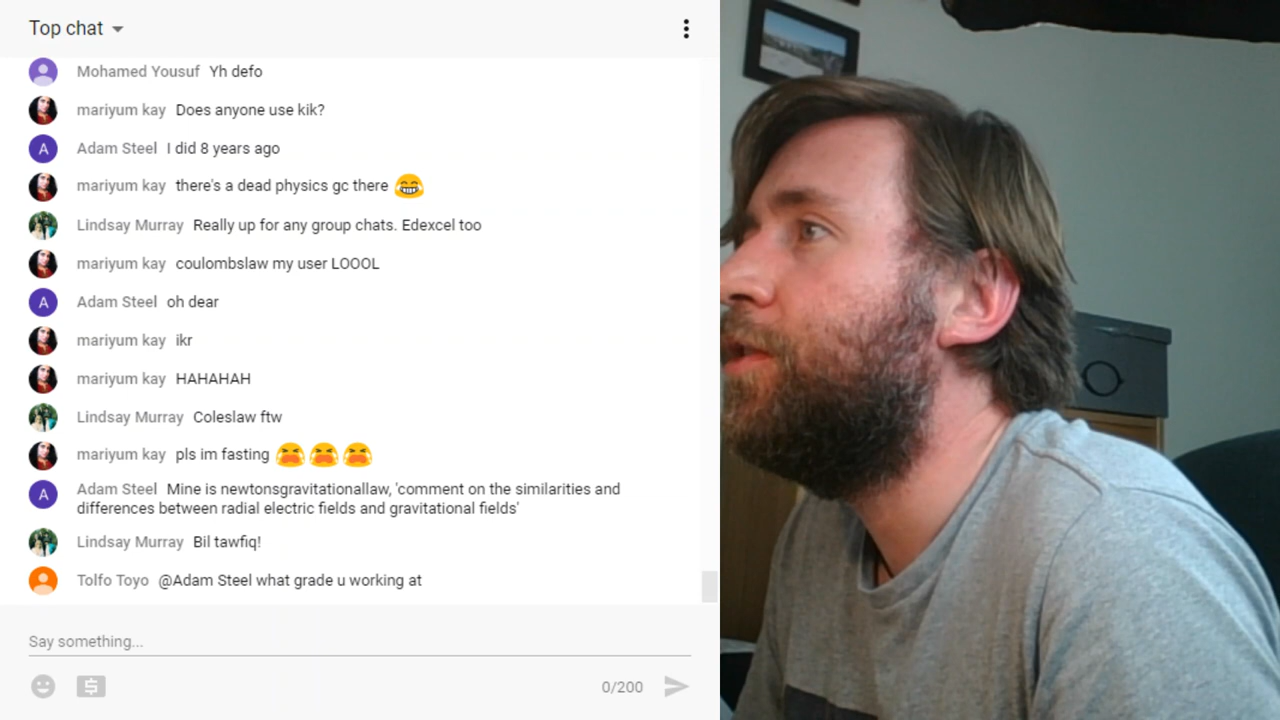 Top chat
Mohamed Yousuf Yh defo
mariyum kay Does anyone use kik?
A Adam Steel I did 8 years ago
mariyum kay there's a dead physics gc there 😂
Lindsay Murray Really up for any group chats. Edexcel too
mariyum kay coulombslaw my user LOOOL
A Adam Steel oh dear
mariyum kay ikr
mariyum kay HAHAHAH
Lindsay Murray Coleslaw ftw
mariyum kay pls im fasting 😫😫😫
A Adam Steel Mine is newtonsgravitationallaw, 'comment on the similarities and
differences between radial electric fields and gravitational fields'
Lindsay Murray Bil tawfiq!
Tolfo Toyo @Adam Steel what grade u working at
Say something...
0/200